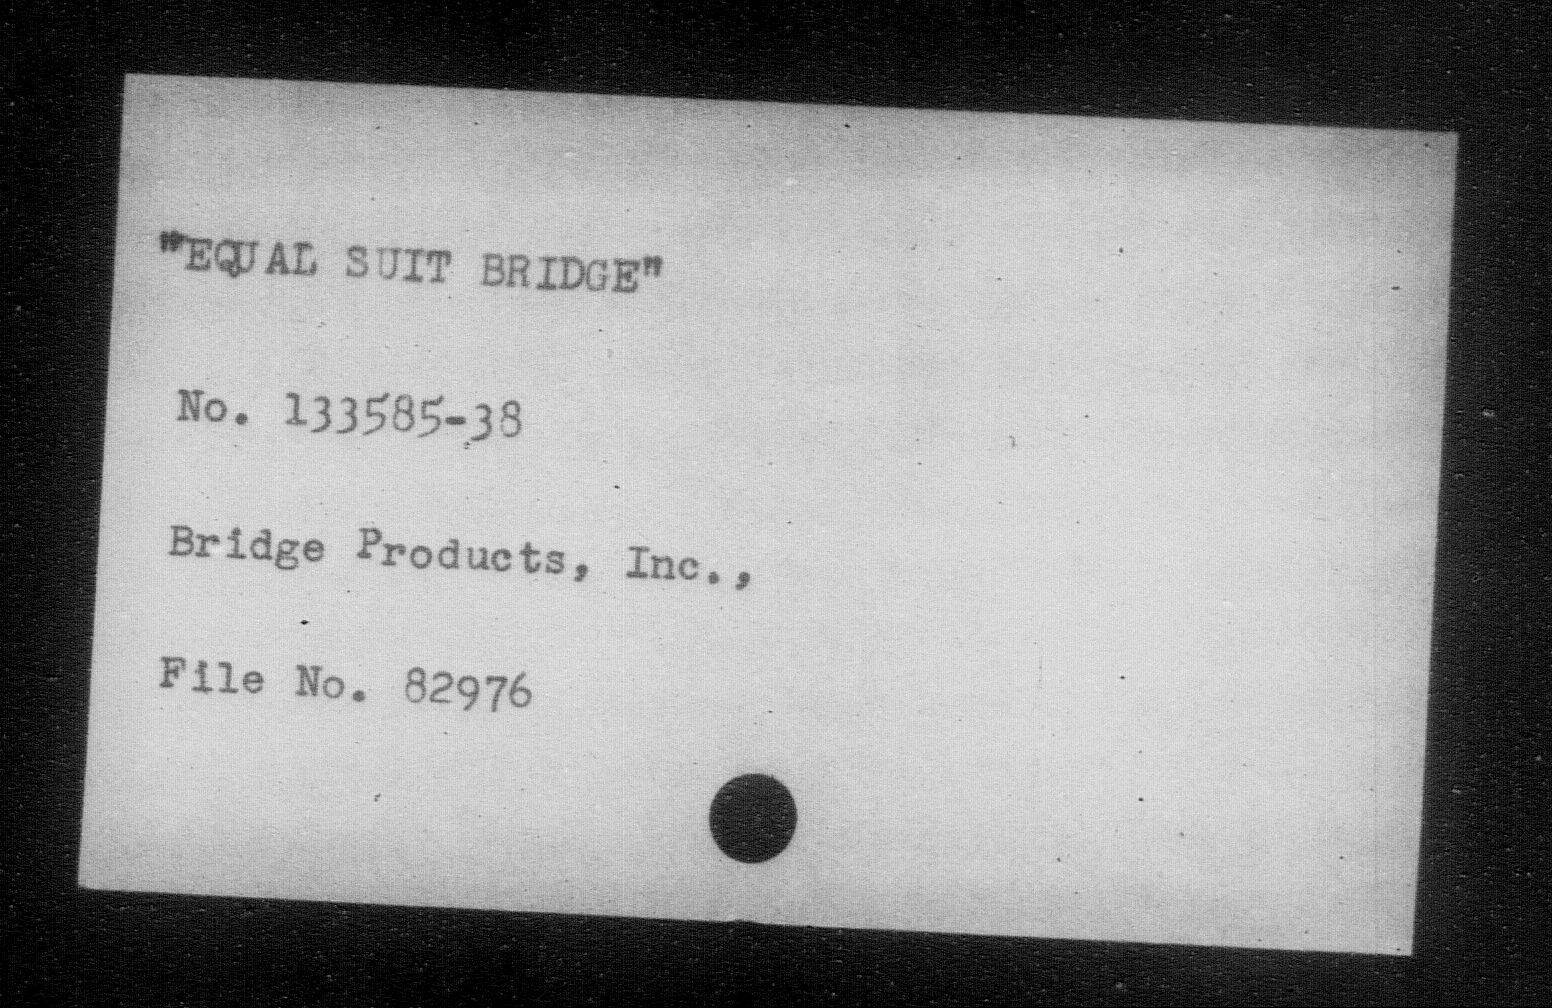 "EQUAL SUIT BRIDGE"
No. 133585-38
Bridge Products, Inc.,
File No. 82976